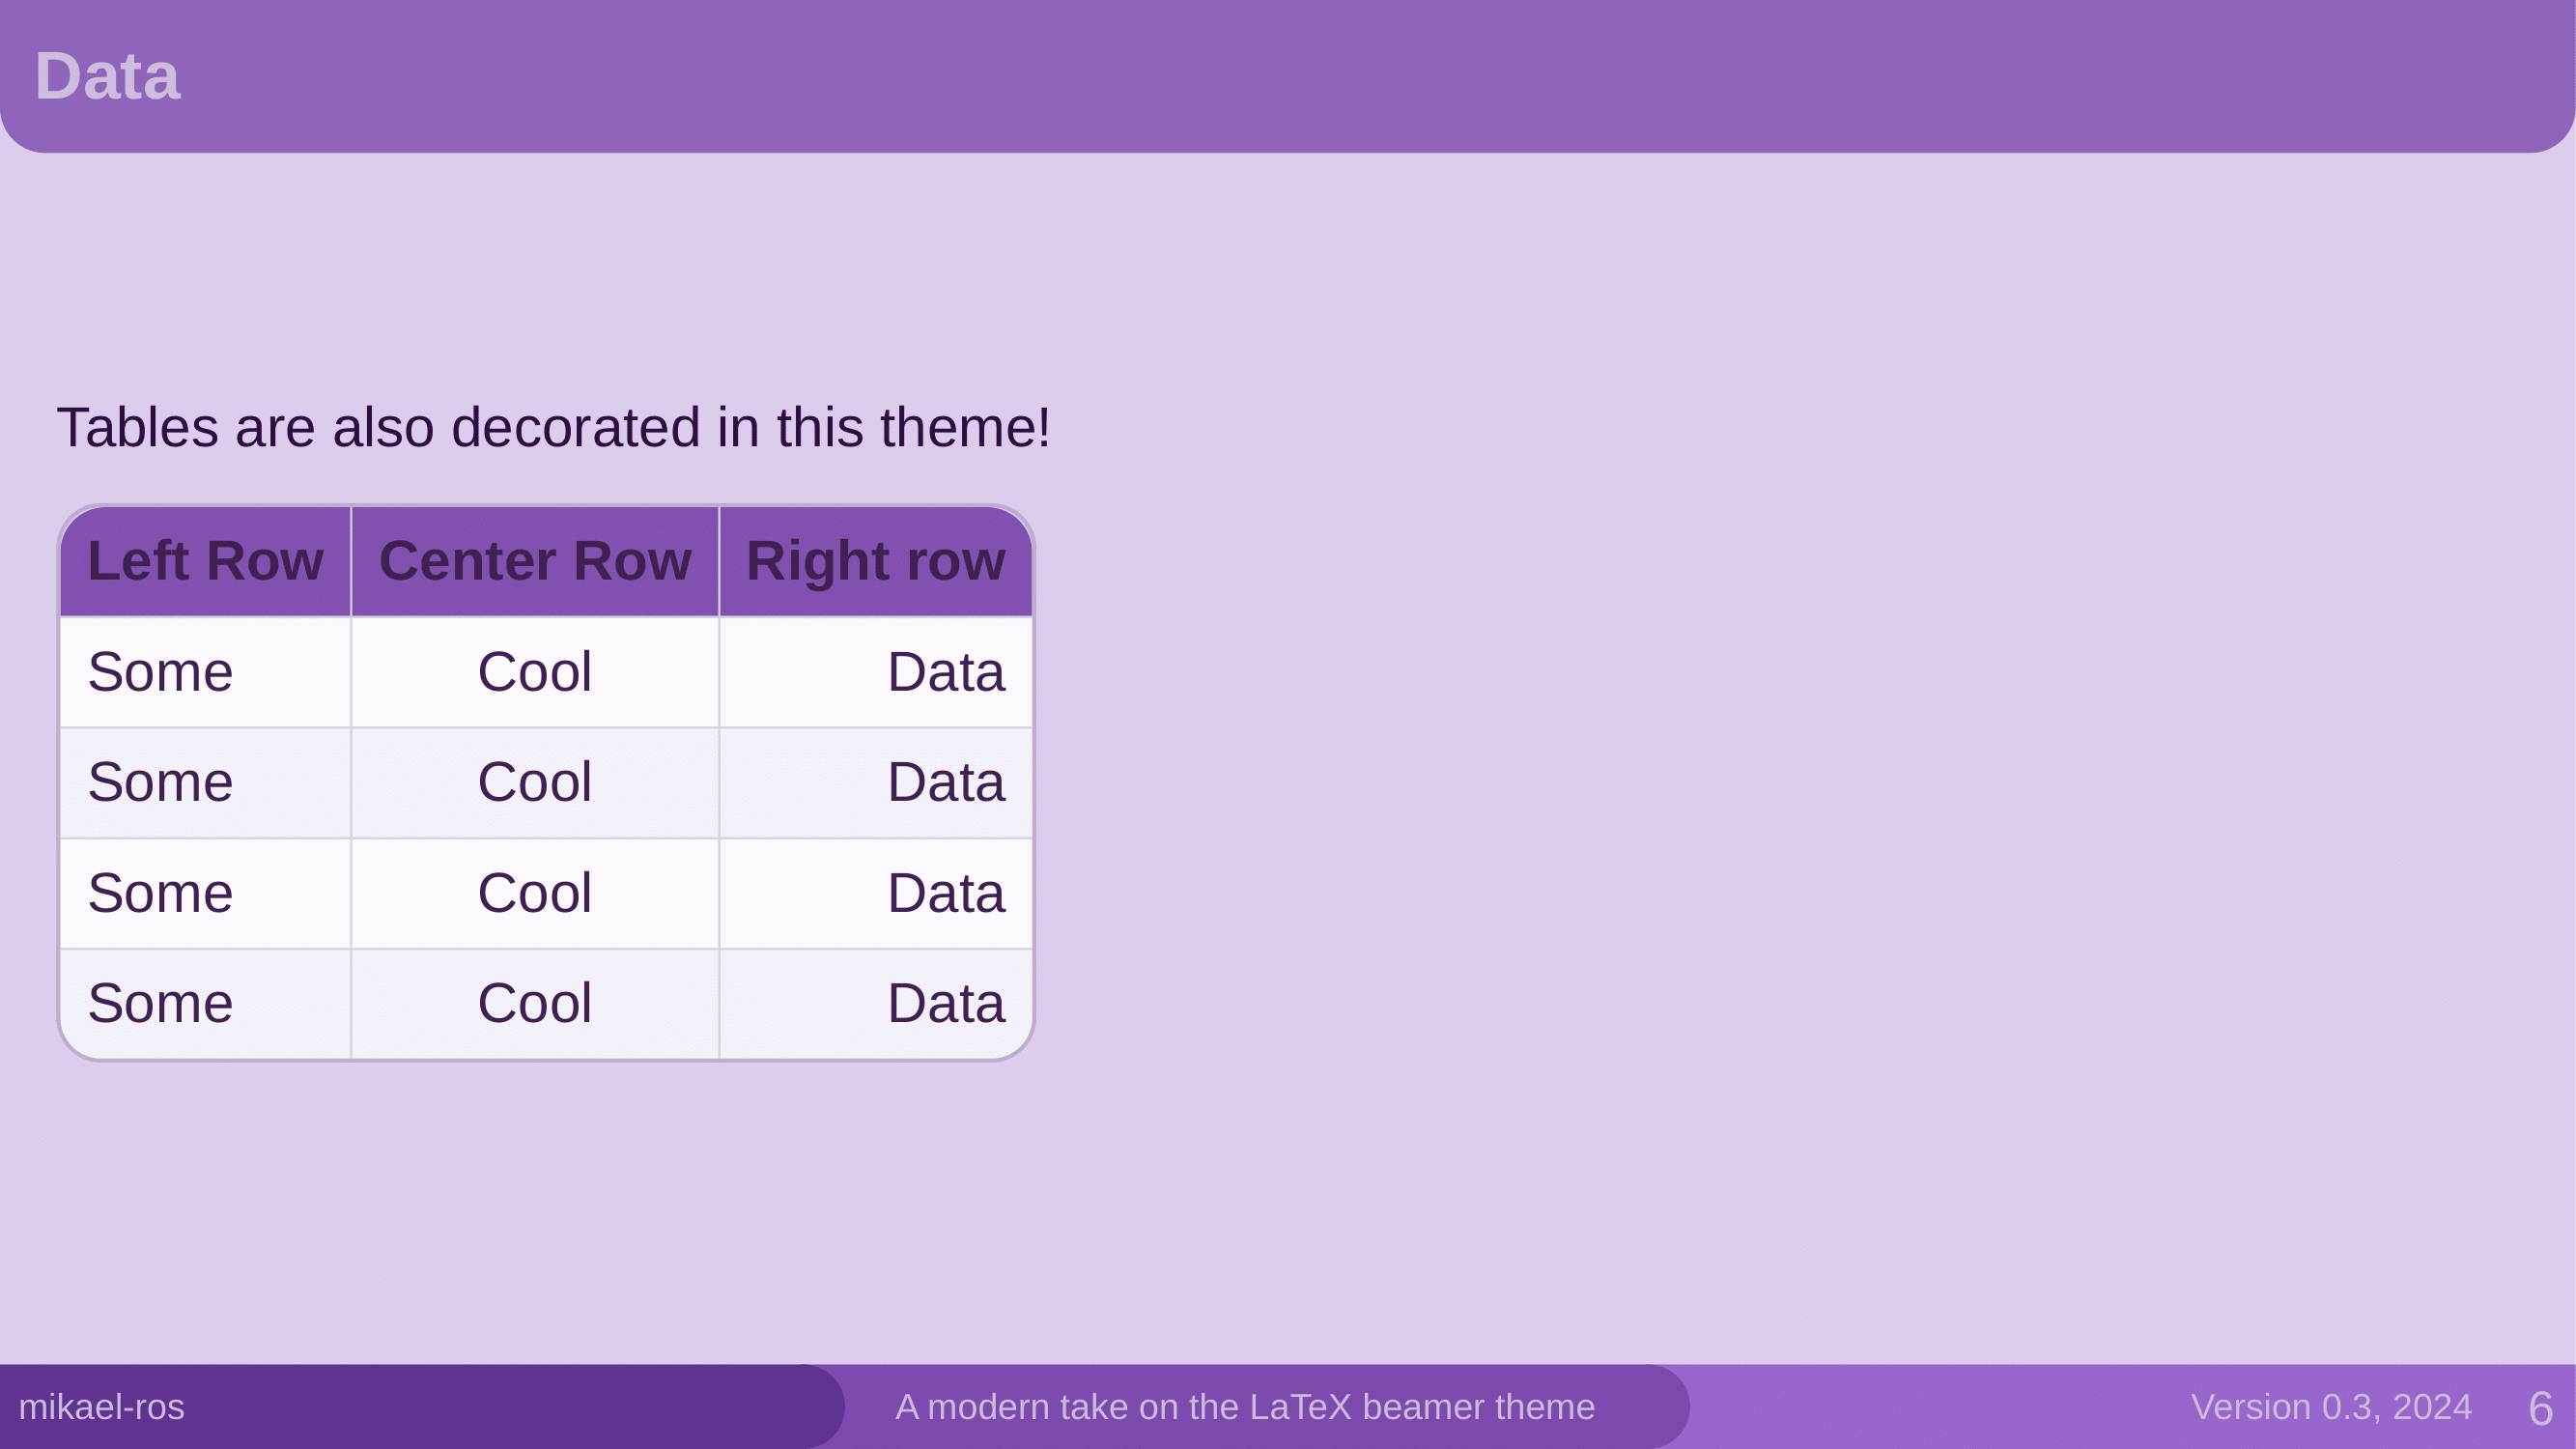 Data
Tables are also decorated in this theme!
Left Row Center Row Right row
Some Cool Data
Some Cool Data
Some Cool Data
Some Cool Data
mikael-ros A modern take on the LaTeX beamer theme Version 0.3, 2024 6